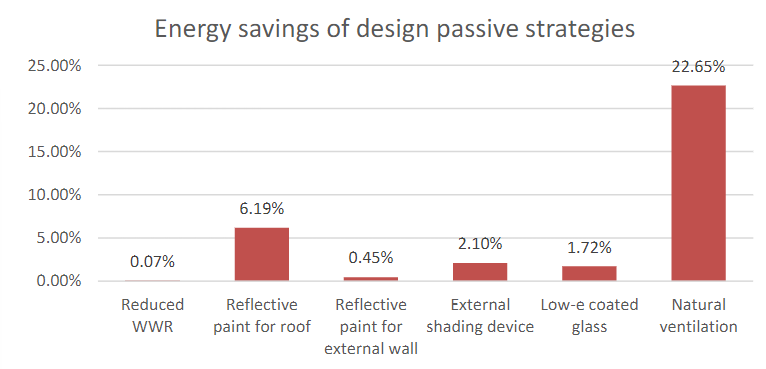 Energy savings of design passive strategies
25.00%
20.00%
15.00%
10.00%
5.00%
0.00%
0.07%
6.19%
0.45%
2.10%
1.72%
22.65%
Reduced
WWR
Reflective
paint for roof
Reflective
paint for
external wall
External
shading device
Low-e coated
glass
Natural
ventilation